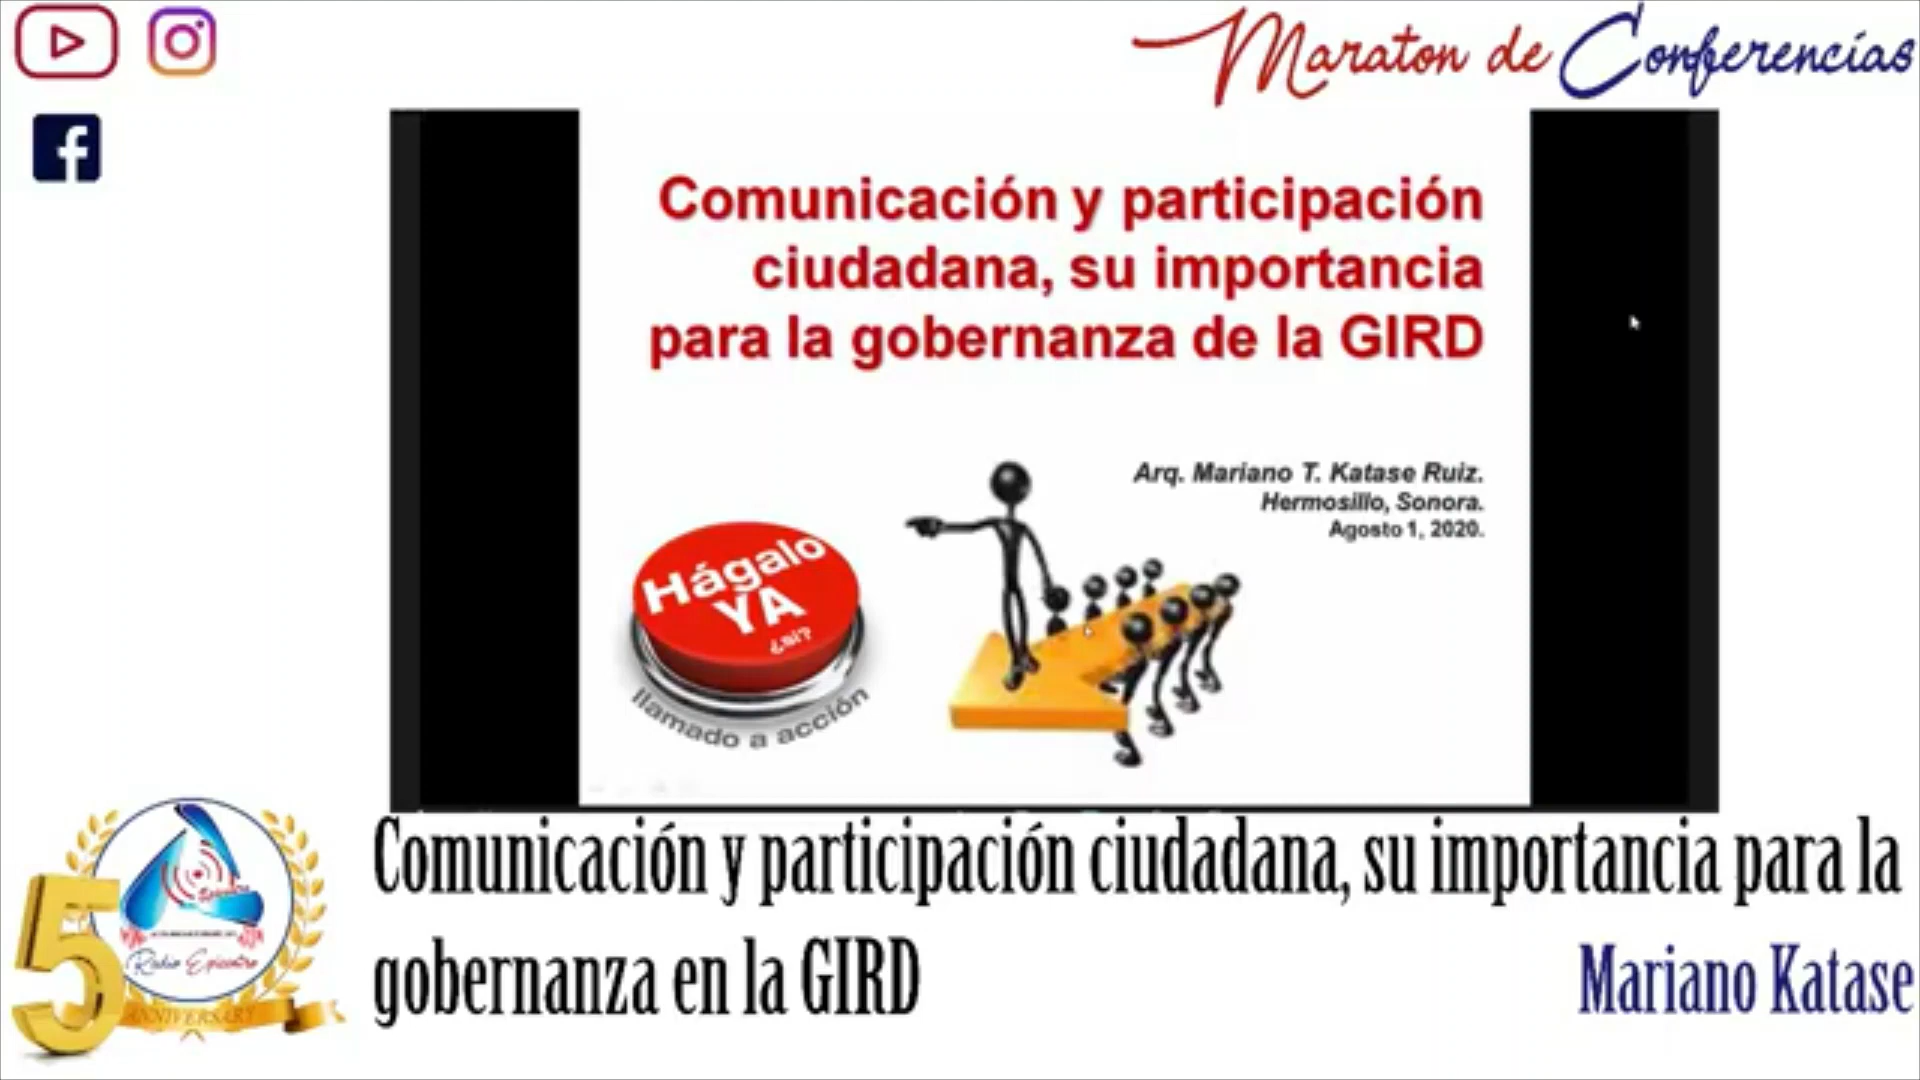 Maraton de Conferencias
Comunicación y participación
ciudadana, su importancia
para la gobernanza de la GIRD
Arq. Mariano T. Katase Ruiz.
Hermosillo, Sonora.
Agosto 1, 2020.
Hágalo
YA
¿si?
llamado a acción
5
Radio Epicentro
ANNIVERSARY
Comunicación y participación ciudadana, su importancia para la
gobernanza en la GIRD
Mariano Katase